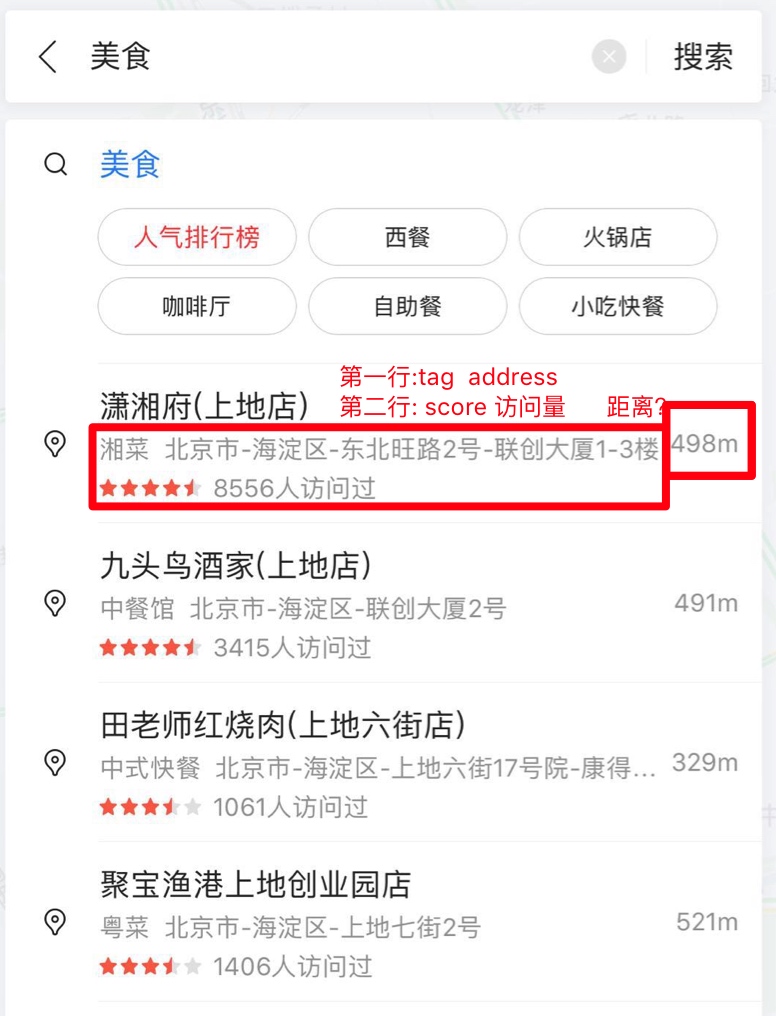 美食 搜索
美食
人气排行榜 西餐 火锅店
咖啡厅 自助餐 小吃快餐
第一行:tag address
潇湘府(上地店) 第二行: score 访问量 距离?
湘菜 北京市-海淀区-东北旺路2号-联创大厦1-3楼 498m
8556人访问过
九头鸟酒家(上地店)
中餐馆 北京市-海淀区-联创大厦2号 491m
3415人访问过
田老师红烧肉(上地六街店)
中式快餐 北京市-海淀区-上地六街17号院-康得... 329m
1061人访问过
聚宝渔港上地创业园店
粤菜 北京市-海淀区-上地七街2号 521m
1406人访问过